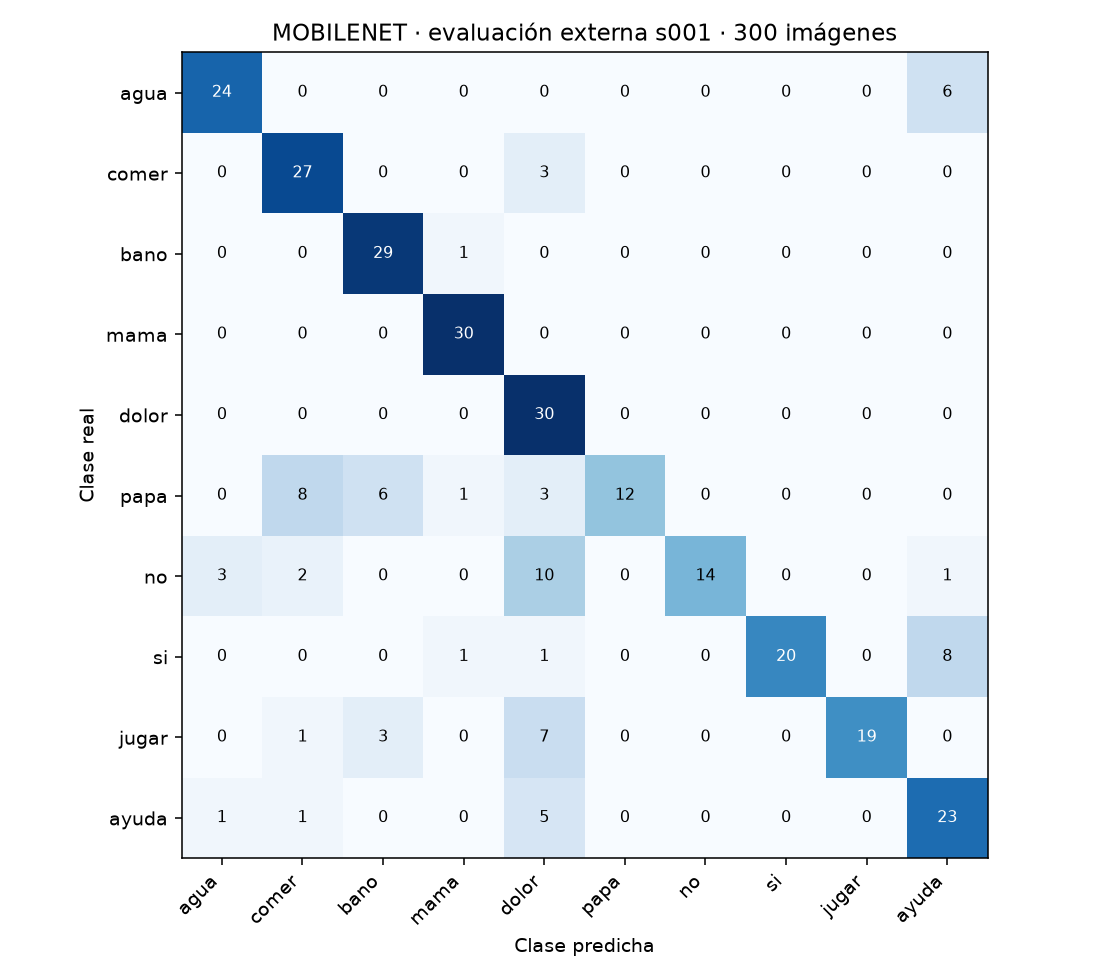 MOBILENET · evaluación externa s001 · 300 imágenes
agua 24 0 0 0 0 0 0 0 0 6
comer 0 27 0 0 3 0 0 0 0 0
bano 0 0 29 1 0 0 0 0 0 0
mama 0 0 0 30 0 0 0 0 0 0
dolor 0 0 0 0 30 0 0 0 0 0
papa 0 8 6 1 3 12 0 0 0 0
no 3 2 0 0 10 0 14 0 0 1
si 0 0 0 1 1 0 0 20 0 8
jugar 0 1 3 0 7 0 0 0 19 0
ayuda 1 1 0 0 5 0 0 0 0 23
Clase real
agua comer bano mama dolor papa no si jugar ayuda
Clase predicha